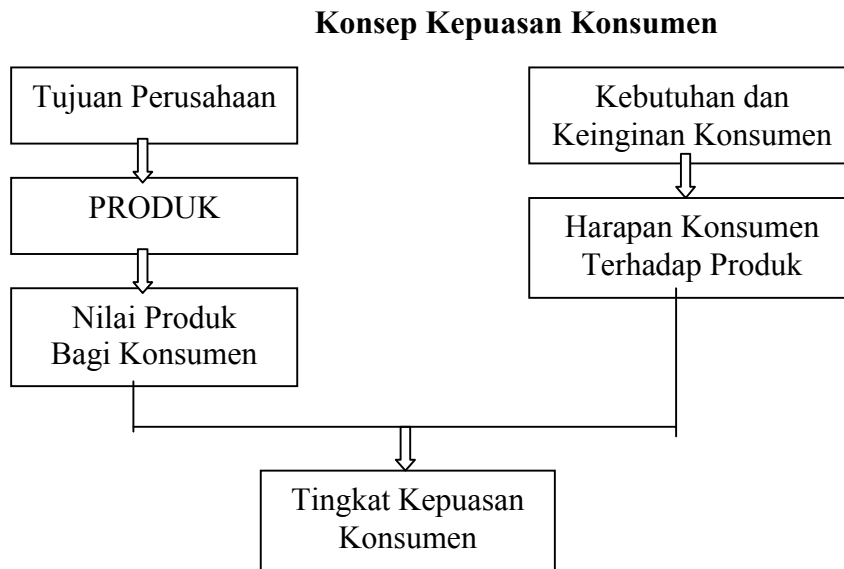 Konsep Kepuasan Konsumen
Tujuan Perusahaan
PRODUK
Nilai Produk
Bagi Konsumen
Kebutuhan dan
Keinginan Konsumen
Harapan Konsumen
Terhadap Produk
Tingkat Kepuasan
Konsumen